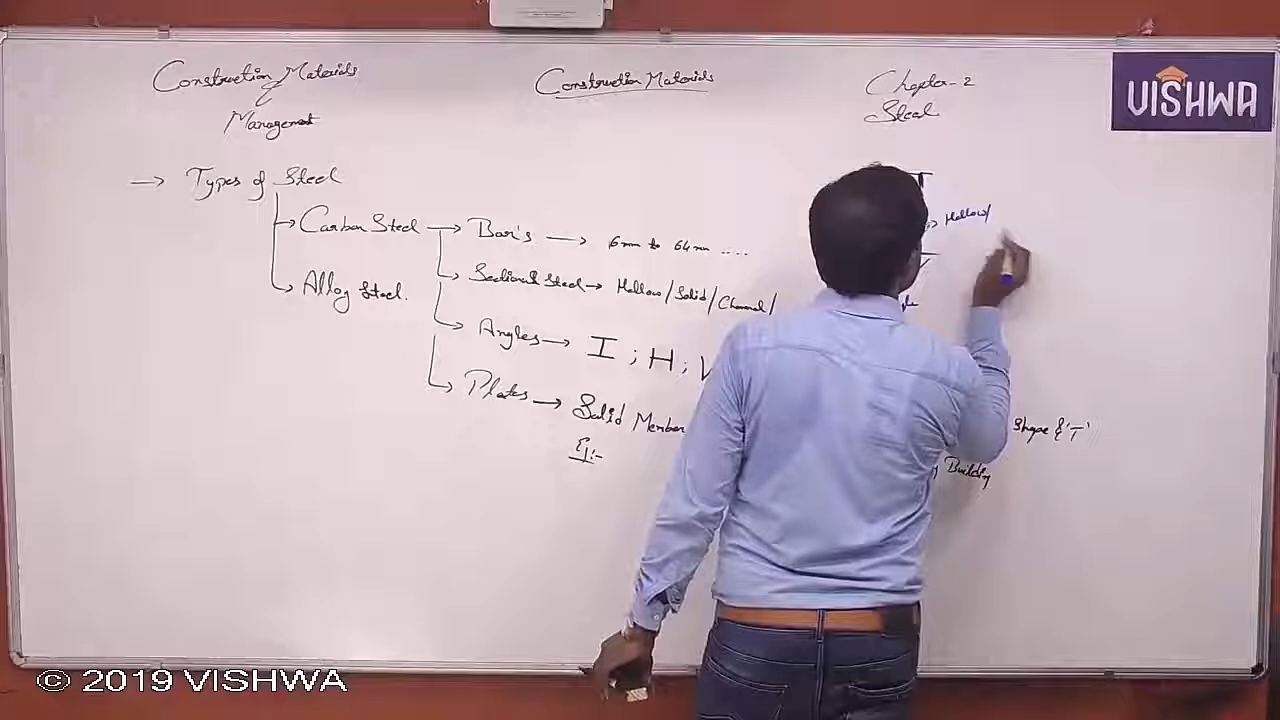 Construction Materials
&
Management
Construction Materials
Chapter-2
Steel
VISHWA
→ Types of Steel
Carbon Steel → Bar's → 6mm to 64mm ....
Sectional Steel → Hollow/Solid/Channel/
Alloy Steel.
Angles → I ; H ;
Plates → Solid Member
Eg:-
Hollow/
Shape & 'T'
Building
© 2019 VISHWA